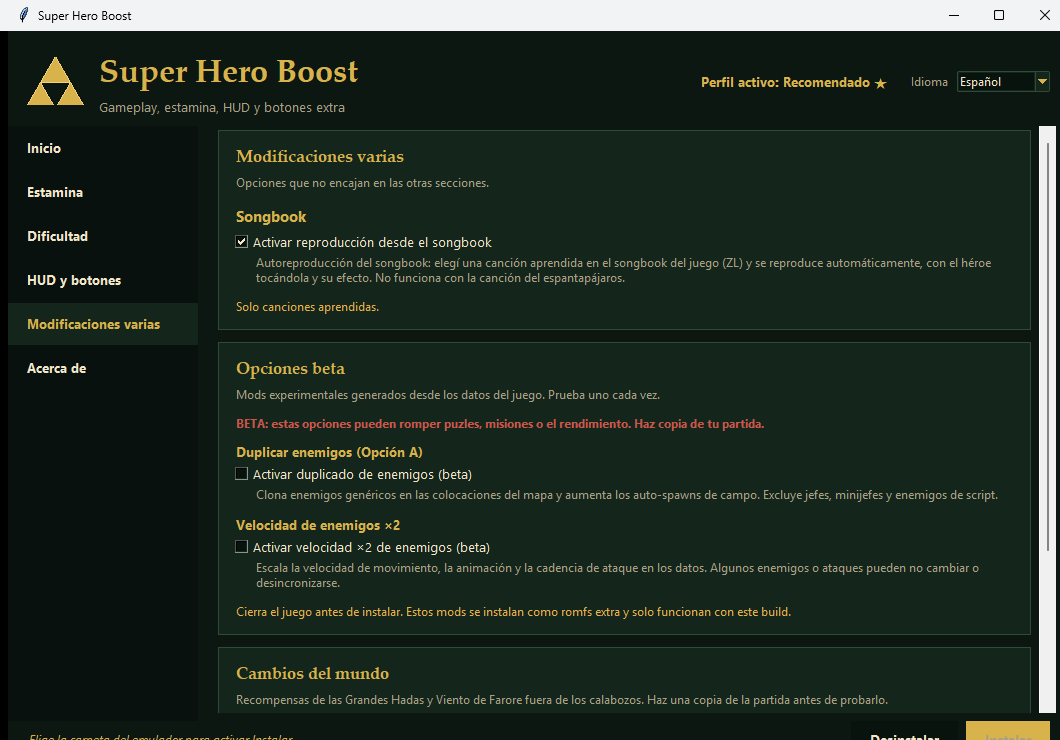 Super Hero Boost
Super Hero Boost
Gameplay, estamina, HUD y botones extra
Perfil activo: Recomendado ★
Idioma
Español
Inicio
Estamina
Dificultad
HUD y botones
Modificaciones varias
Acerca de
Modificaciones varias
Opciones que no encajan en las otras secciones.
Songbook
Activar reproducción desde el songbook
Autoreproducción del songbook: elegí una canción aprendida en el songbook del juego (ZL) y se reproduce automáticamente, con el héroe
tocándola y su efecto. No funciona con la canción del espantapájaros.
Solo canciones aprendidas.
Opciones beta
Mods experimentales generados desde los datos del juego. Prueba uno cada vez.
BETA: estas opciones pueden romper puzles, misiones o el rendimiento. Haz copia de tu partida.
Duplicar enemigos (Opción A)
Activar duplicado de enemigos (beta)
Clona enemigos genéricos en las colocaciones del mapa y aumenta los auto-spawns de campo. Excluye jefes, minijefes y enemigos de script.
Velocidad de enemigos ×2
Activar velocidad ×2 de enemigos (beta)
Escala la velocidad de movimiento, la animación y la cadencia de ataque en los datos. Algunos enemigos o ataques pueden no cambiar o
desincronizarse.
Cierra el juego antes de instalar. Estos mods se instalan como romfs extra y solo funcionan con este build.
Cambios del mundo
Recompensas de las Grandes Hadas y Viento de Farore fuera de los calabozos. Haz una copia de la partida antes de probarlo.
Elige la carpeta del emulador para activar Instalar.
Desinstalar
Instalar